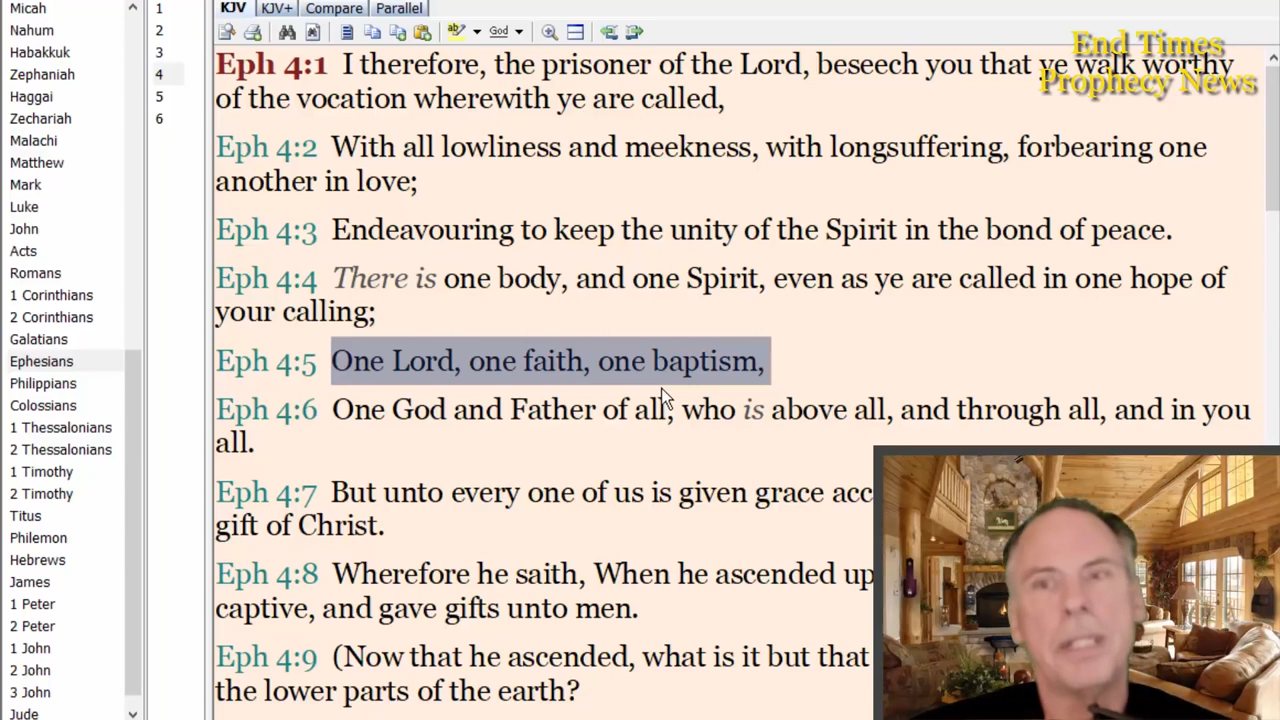 Micah
Nahum
Habakkuk
Zephaniah
Haggai
Zechariah
Malachi
Matthew
Mark
Luke
John
Acts
Romans
1 Corinthians
2 Corinthians
Galatians
Ephesians
Philippians
Colossians
1 Thessalonians
2 Thessalonians
1 Timothy
2 Timothy
Titus
Philemon
Hebrews
James
1 Peter
2 Peter
1 John
2 John
3 John
Jude
1
2
3
4
5
6
KJV KJV+ Compare Parallel
ab God
End Times
Prophecy News
Eph 4:1 I therefore, the prisoner of the Lord, beseech you that ye walk worthy
of the vocation wherewith ye are called,
Eph 4:2 With all lowliness and meekness, with longsuffering, forbearing one
another in love;
Eph 4:3 Endeavouring to keep the unity of the Spirit in the bond of peace.
Eph 4:4 There is one body, and one Spirit, even as ye are called in one hope of
your calling;
Eph 4:5 One Lord, one faith, one baptism,
Eph 4:6 One God and Father of all, who is above all, and through all, and in you
all.
Eph 4:7 But unto every one of us is given grace acc
gift of Christ.
Eph 4:8 Wherefore he saith, When he ascended up
captive, and gave gifts unto men.
Eph 4:9 (Now that he ascended, what is it but that
the lower parts of the earth?